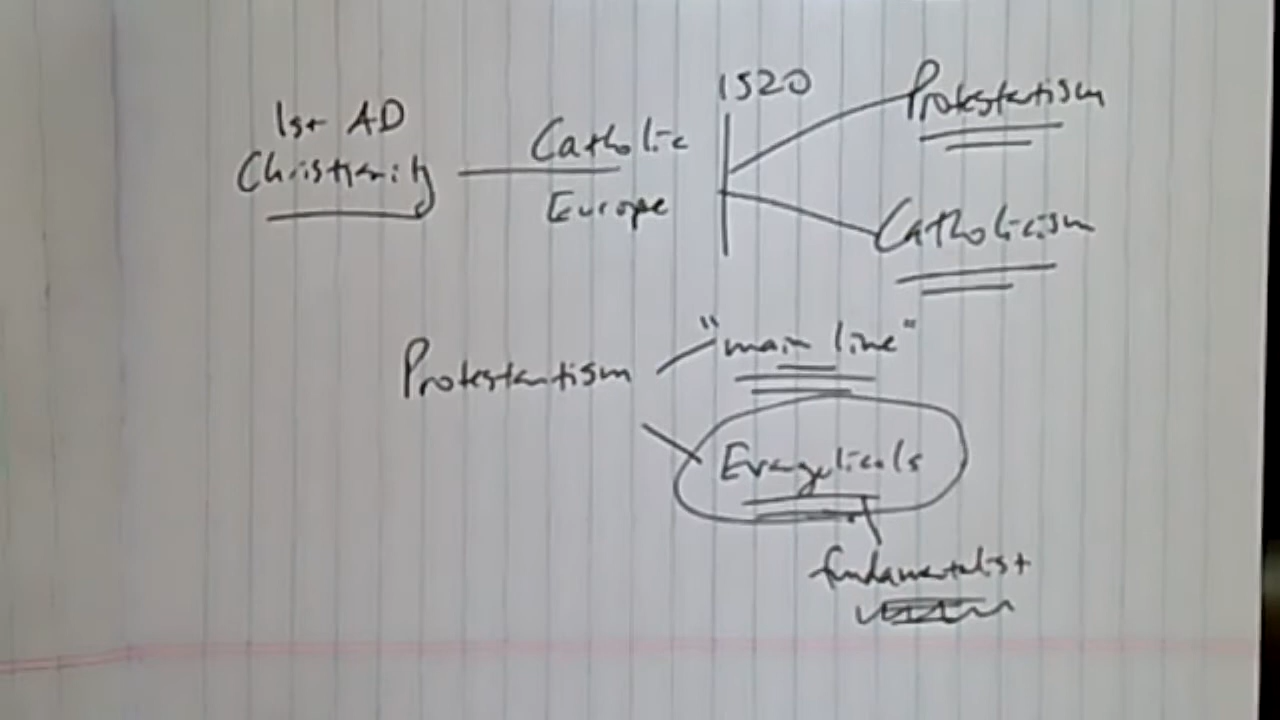 1st AD
Christianity
Catholic
Europe
1520
Protestantism
Catholicism
Protestantism
"main line"
Evangelicals
fundamentalist